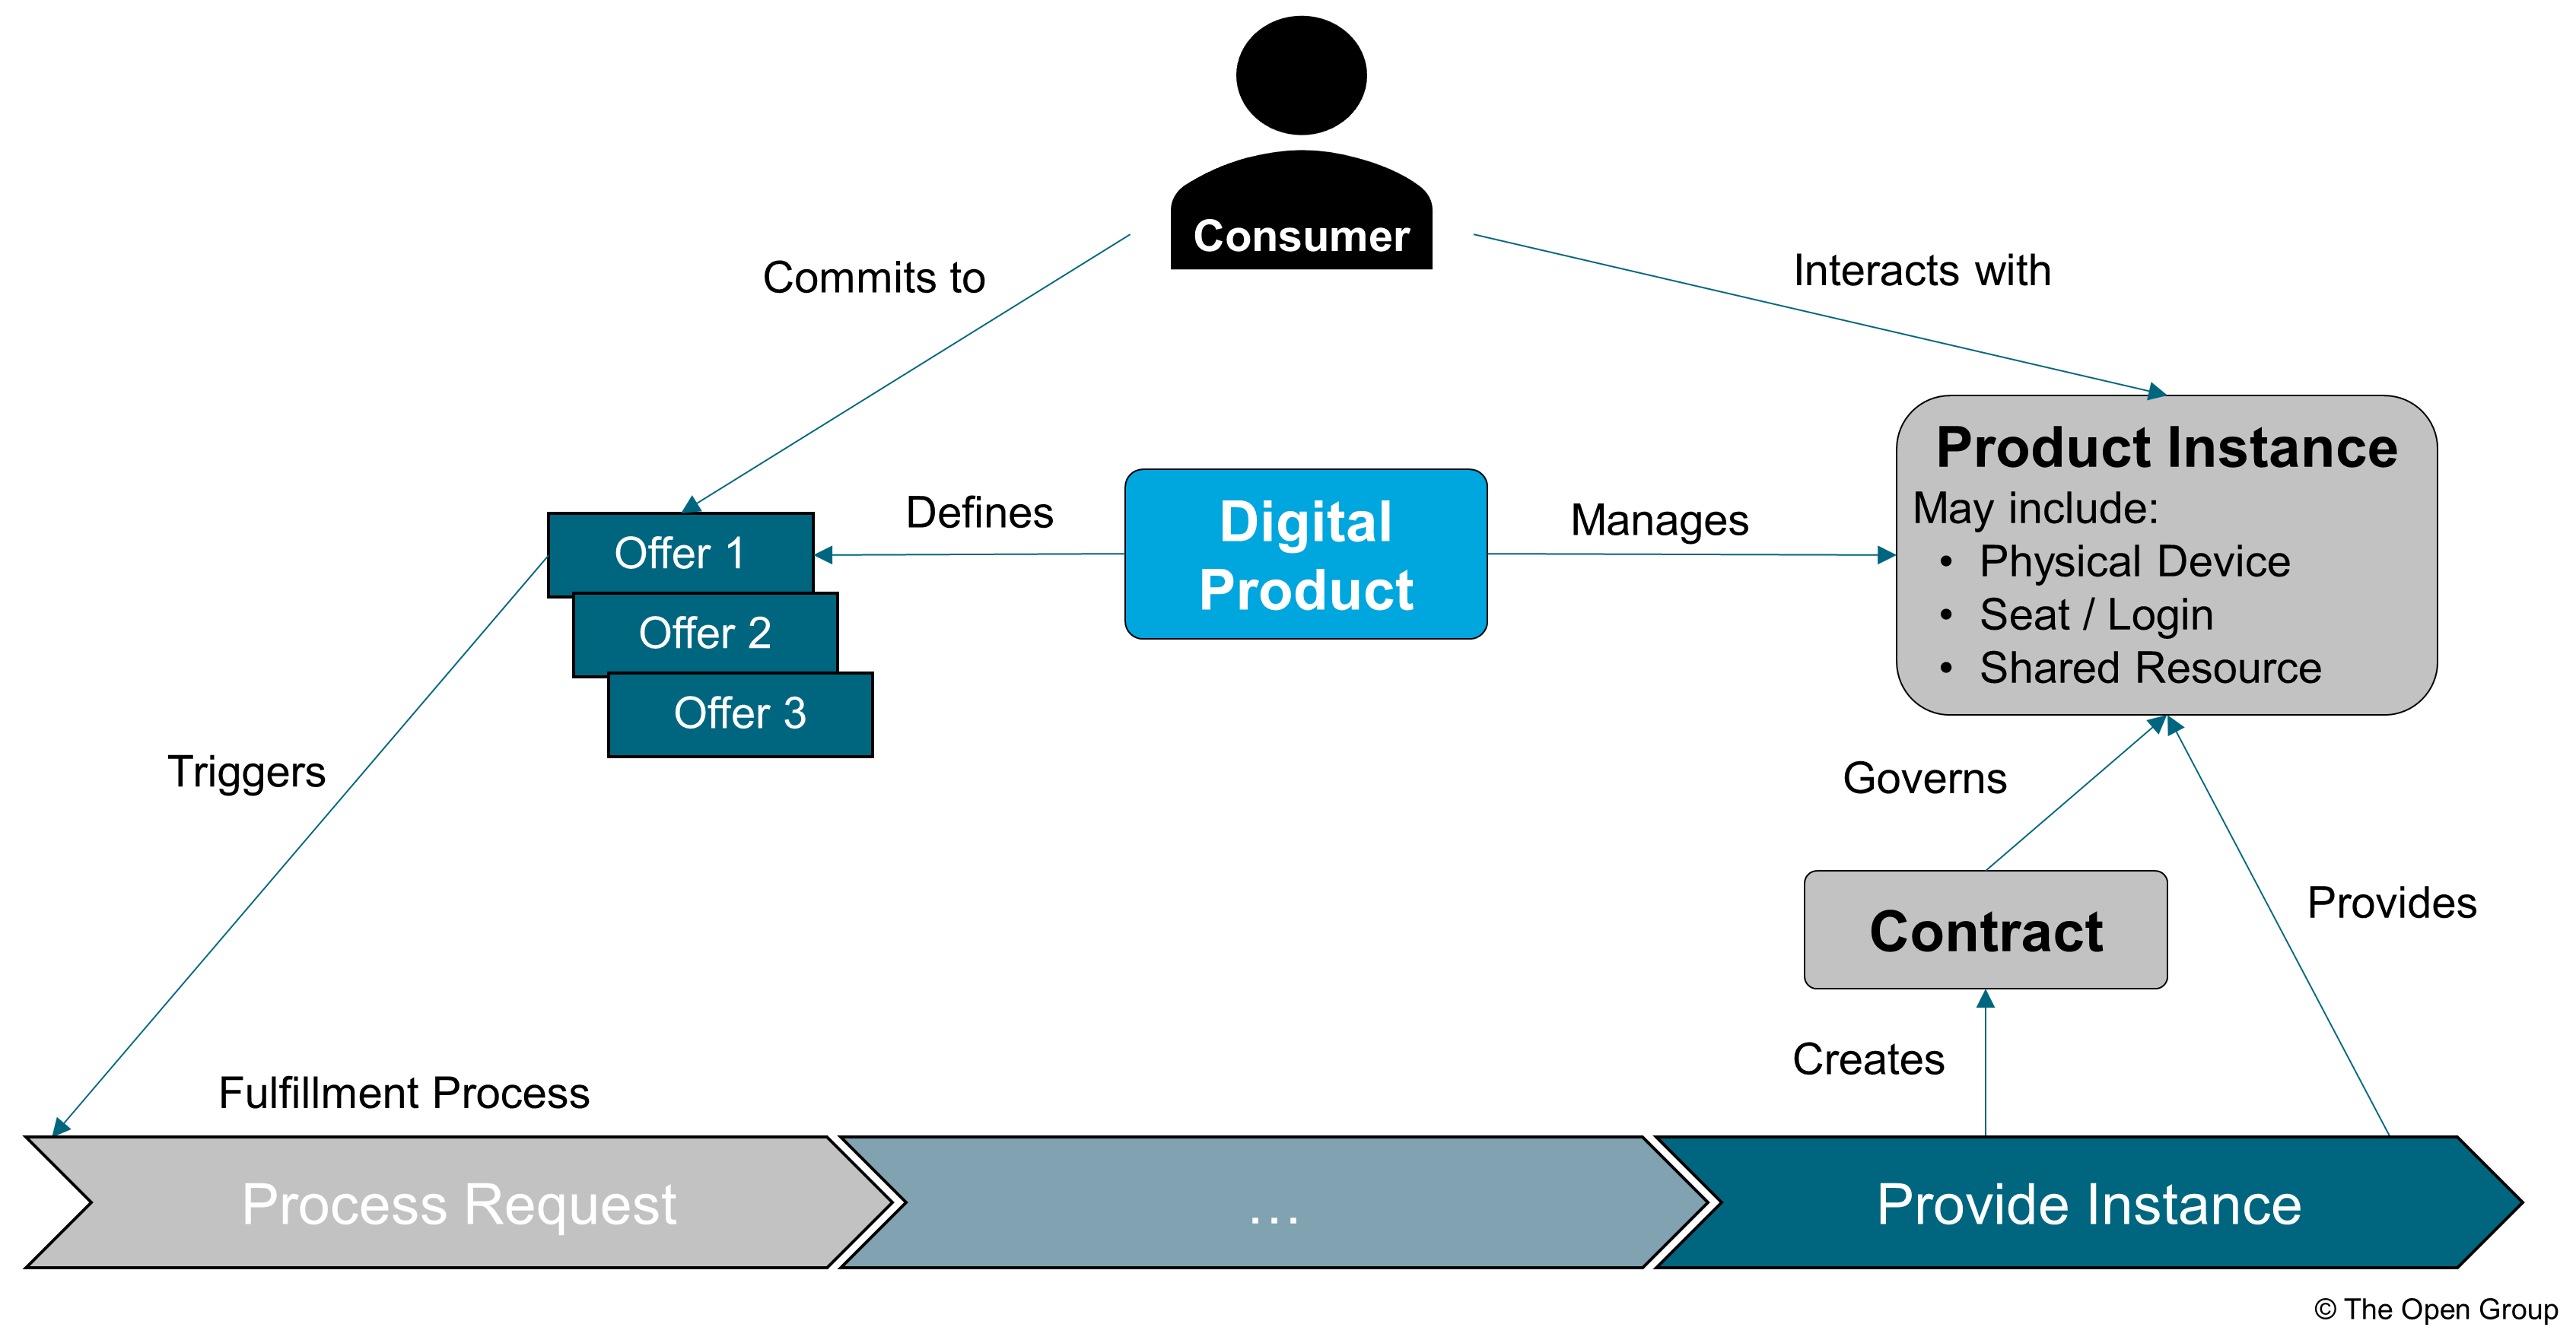 Consumer
Commits to
Interacts with
Offer 1
Offer 2
Offer 3
Defines
Digital
Product
Manages
Product Instance
May include:
• Physical Device
• Seat / Login
• Shared Resource
Triggers
Governs
Contract
Provides
Creates
Fulfillment Process
Process Request
...
Provide Instance
© The Open Group